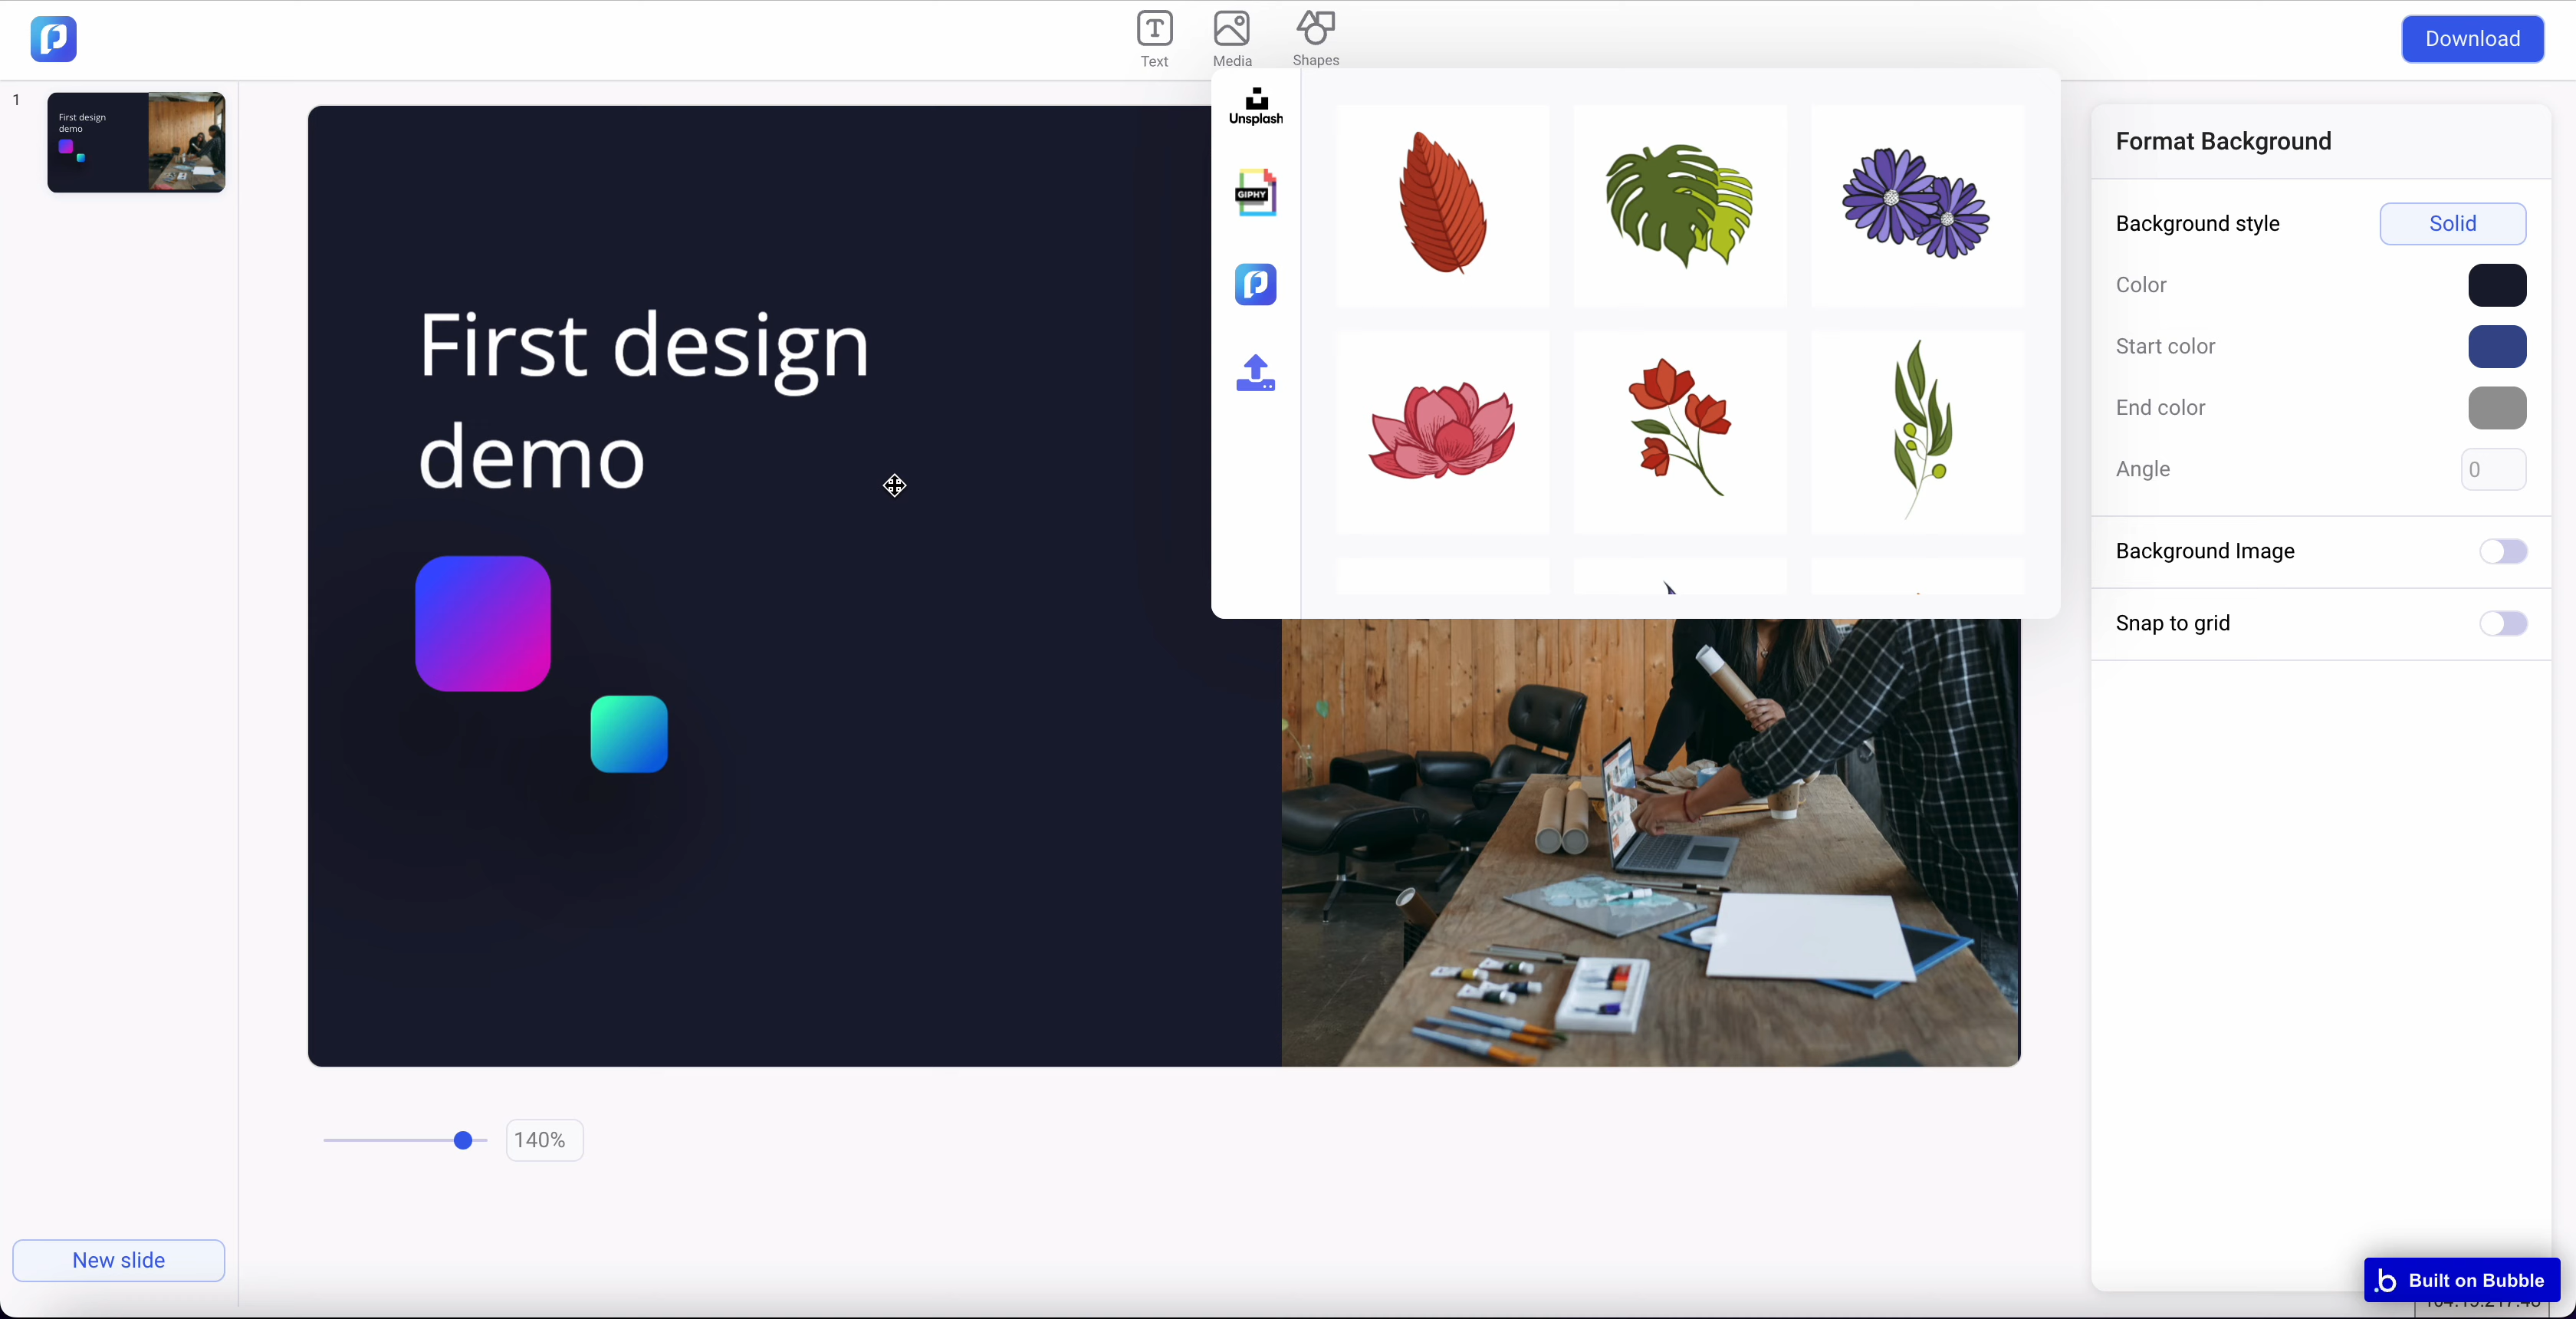 Text
Media
Shapes
Download
1
First design
demo
Unsplash
GIPHY
First design
demo
Format Background
Background style
Solid
Color
Start color
End color
Angle
0
Background Image
Snap to grid
140%
New slide
Built on Bubble